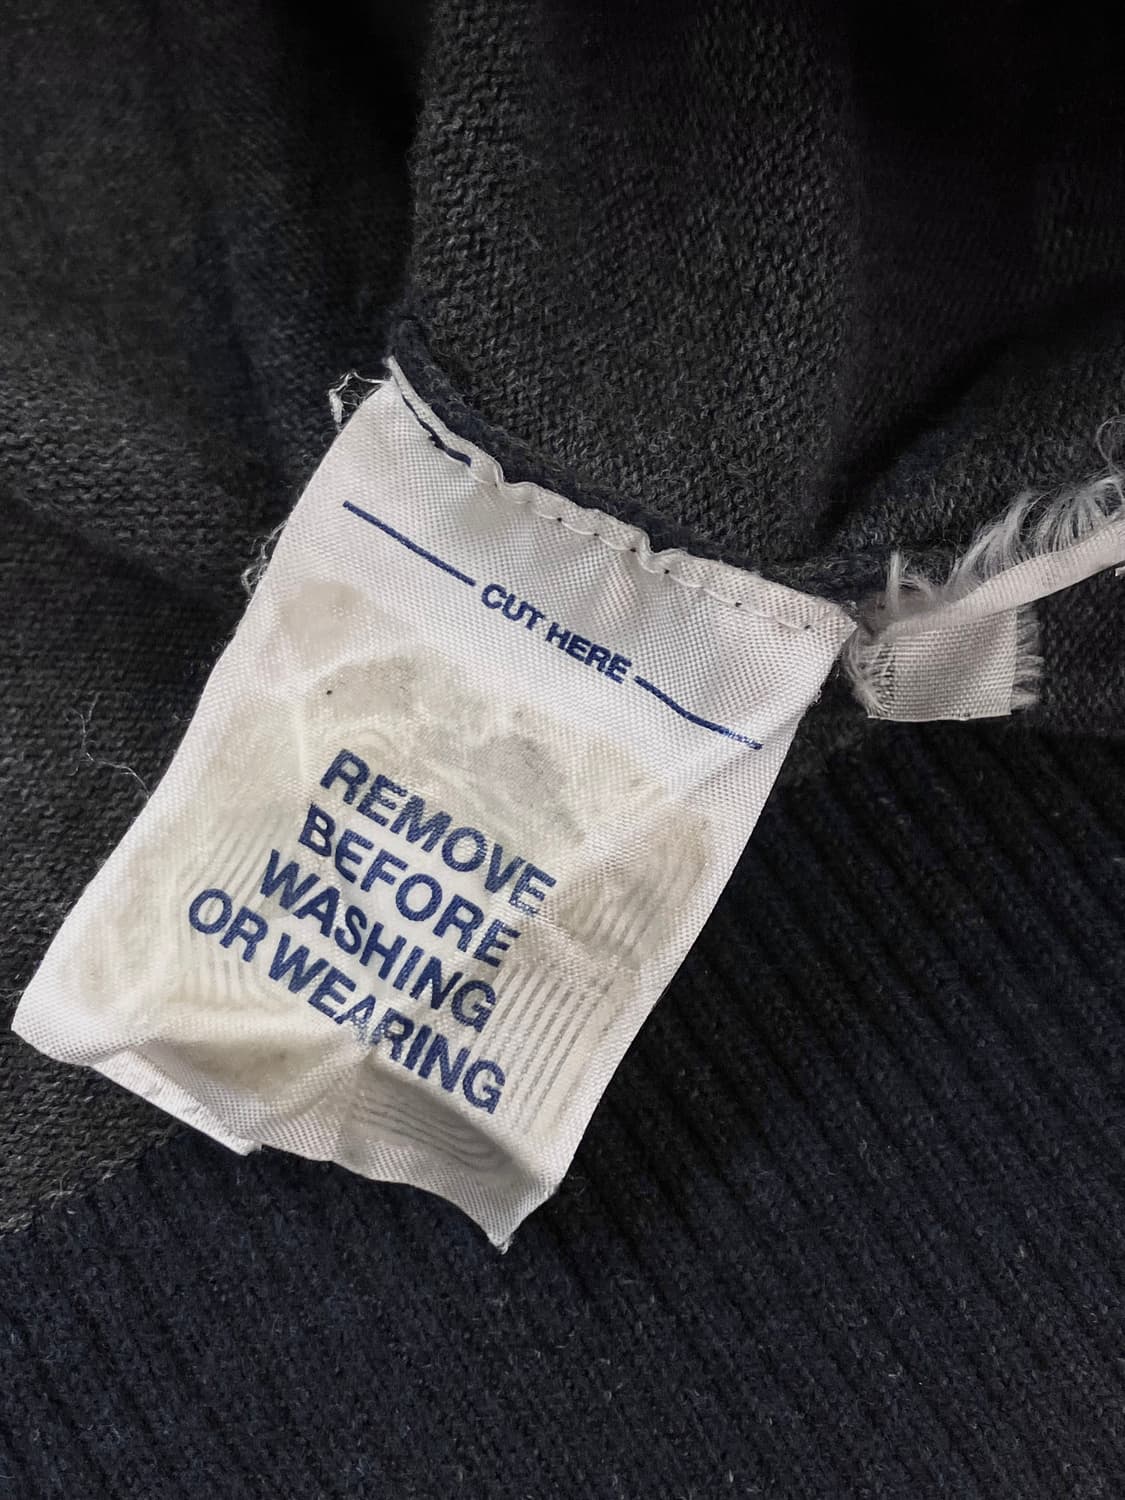 CUT HERE
REMOVE
BEFORE
WASHING
OR WEARING